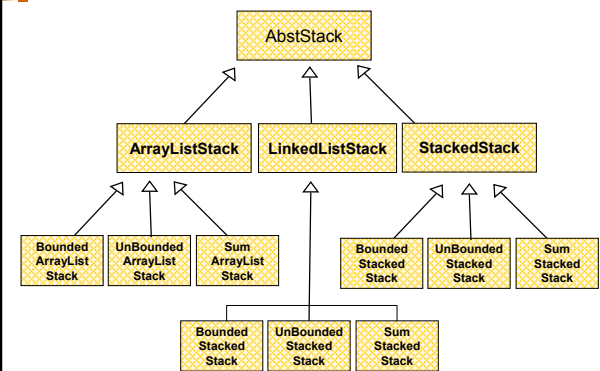 AbstStack
ArrayListStack
LinkedListStack
StackedStack
Bounded
ArrayList
Stack
UnBounded
ArrayList
Stack
Sum
ArrayList
Stack
Bounded
Stacked
Stack
UnBounded
Stacked
Stack
Sum
Stacked
Stack
Bounded
Stacked
Stack
UnBounded
Stacked
Stack
Sum
Stacked
Stack